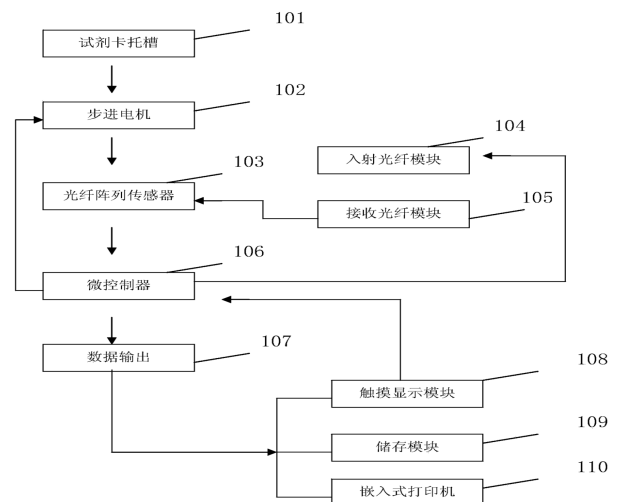 101
试剂卡托槽
102
步进电机
104
103
入射光纤模块
光纤阵列传感器
105
接收光纤模块
106
微控制器
107
数据输出
108
触摸显示模块
109
储存模块
110
嵌入式打印机